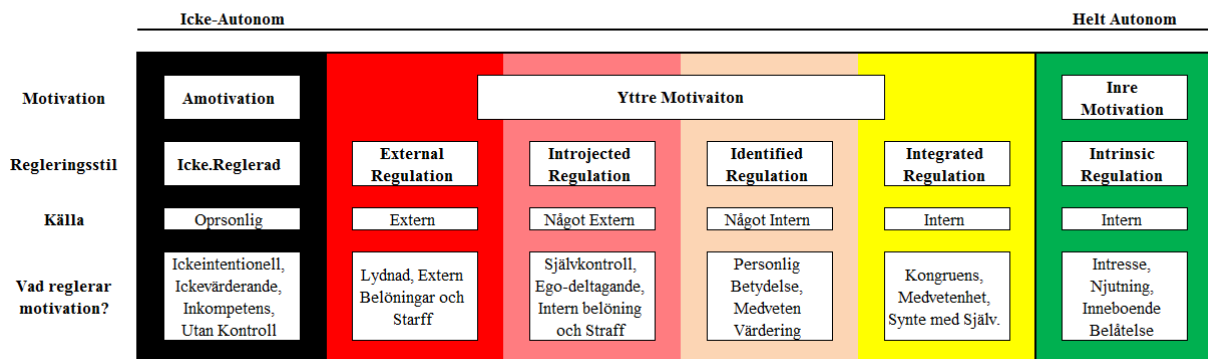 Icke-Autonom
Helt Autonom
Motivation
Amotivation
Yttre Motivaiton
Inre
Motivation
Regleringsstil
Icke.Reglerad
External
Regulation
Introjected
Regulation
Identified
Regulation
Integrated
Regulation
Intrinsic
Regulation
Källa
Oprsonlig
Extern
Något Extern
Något Intern
Intern
Intern
Vad reglerar
motivation?
Ickeintentionell,
Ickevärderande,
Inkompetens,
Utan Kontroll
Lydnad, Extern
Belöningar och
Starff
Självkontroll,
Ego-deltagande,
Intern belöning
och Straff
Personlig
Betydelse,
Medveten
Värdering
Kongruens,
Medvetenhet,
Synte med Själv.
Intresse,
Njutning,
Inneboende
Belåtelse